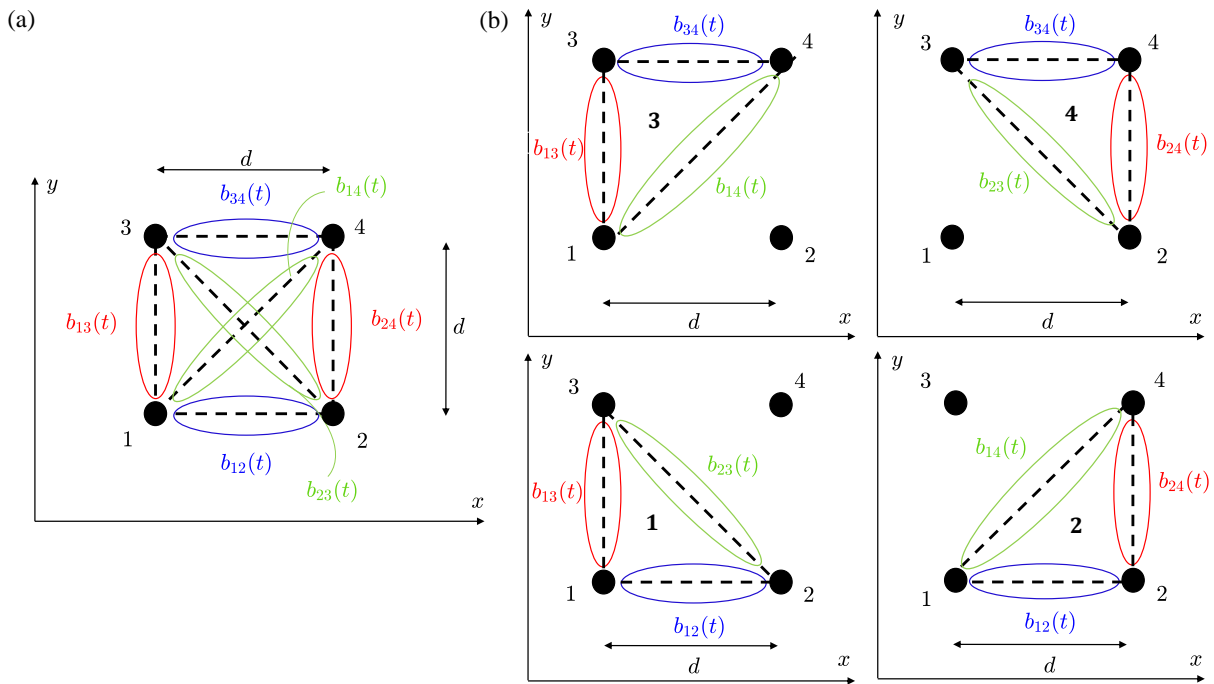 (a)
y
d
b₃₄(t)
b₁₄(t)
3
4
b₁₃(t)
b₂₄(t)
d
1
2
b₁₂(t)
b₂₃(t)
x
(b)
y
3
b₃₄(t)
4
b₁₃(t)
3
b₁₄(t)
1
2
d
x
y
3
b₃₄(t)
4
4
b₂₄(t)
b₂₃(t)
1
2
d
x
y
3
4
b₁₃(t)
b₂₃(t)
1
1
2
b₁₂(t)
d
x
y
3
4
b₁₄(t)
b₂₄(t)
2
1
2
b₁₂(t)
d
x